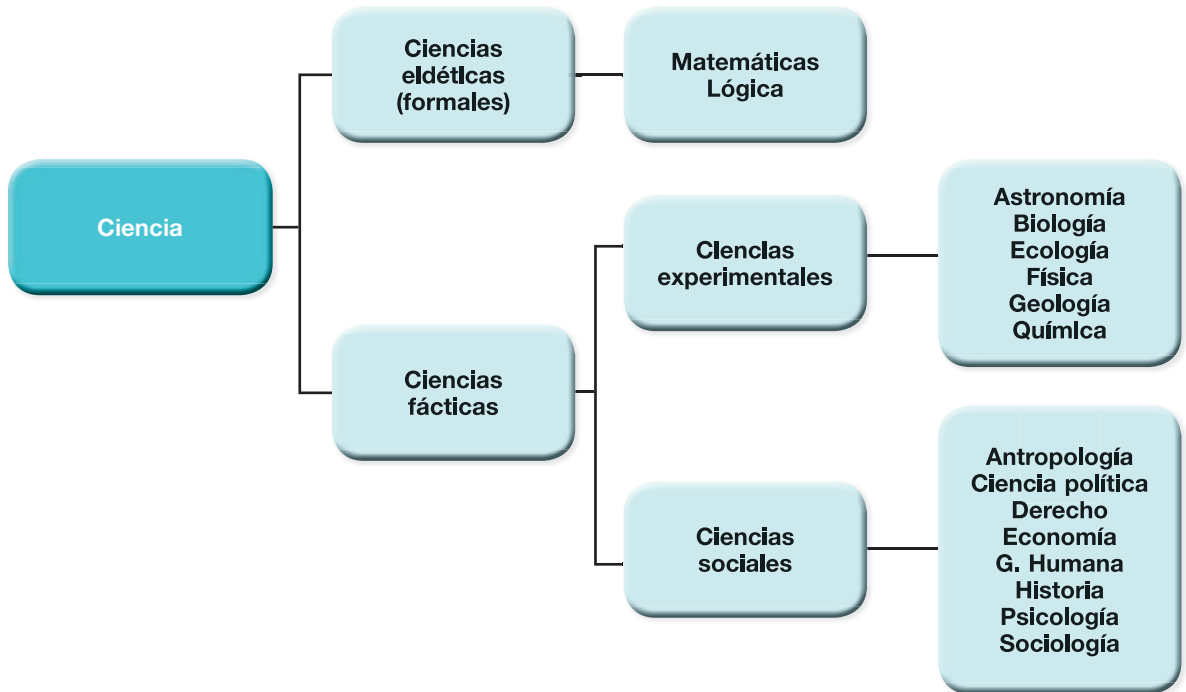 Ciencias
eldétIcas
(formales)
Matemáticas
Lógica
Ciencia
CIencIas
experimentales
Astronomía
Biología
Ecología
Física
Geología
QuímIca
Ciencias
fácticas
Ciencias
sociales
Antropología
Ciencia política
Derecho
Economía
G. Humana
Historia
Psicología
Sociología